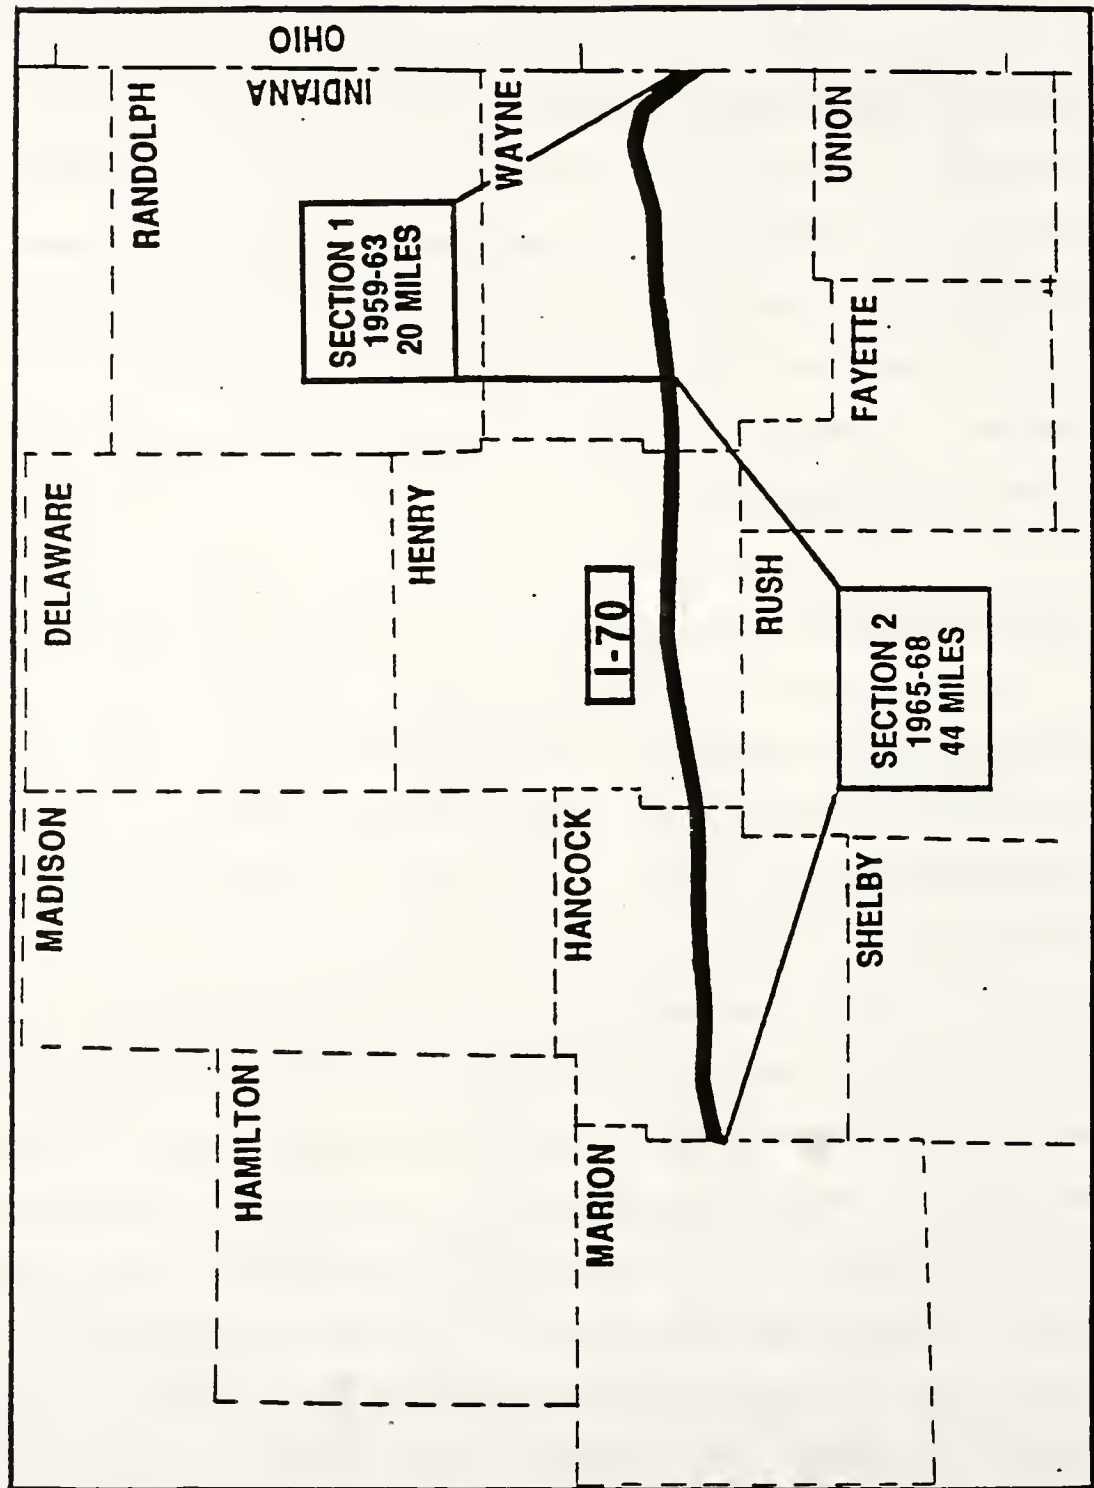 OHIO
INDIANA
RANDOLPH
WAYNE
UNION
SECTION 1
1959-63
20 MILES
FAYETTE
DELAWARE
HENRY
I-70
RUSH
SECTION 2
1965-68
44 MILES
MADISON
HANCOCK
SHELBY
HAMILTON
MARION